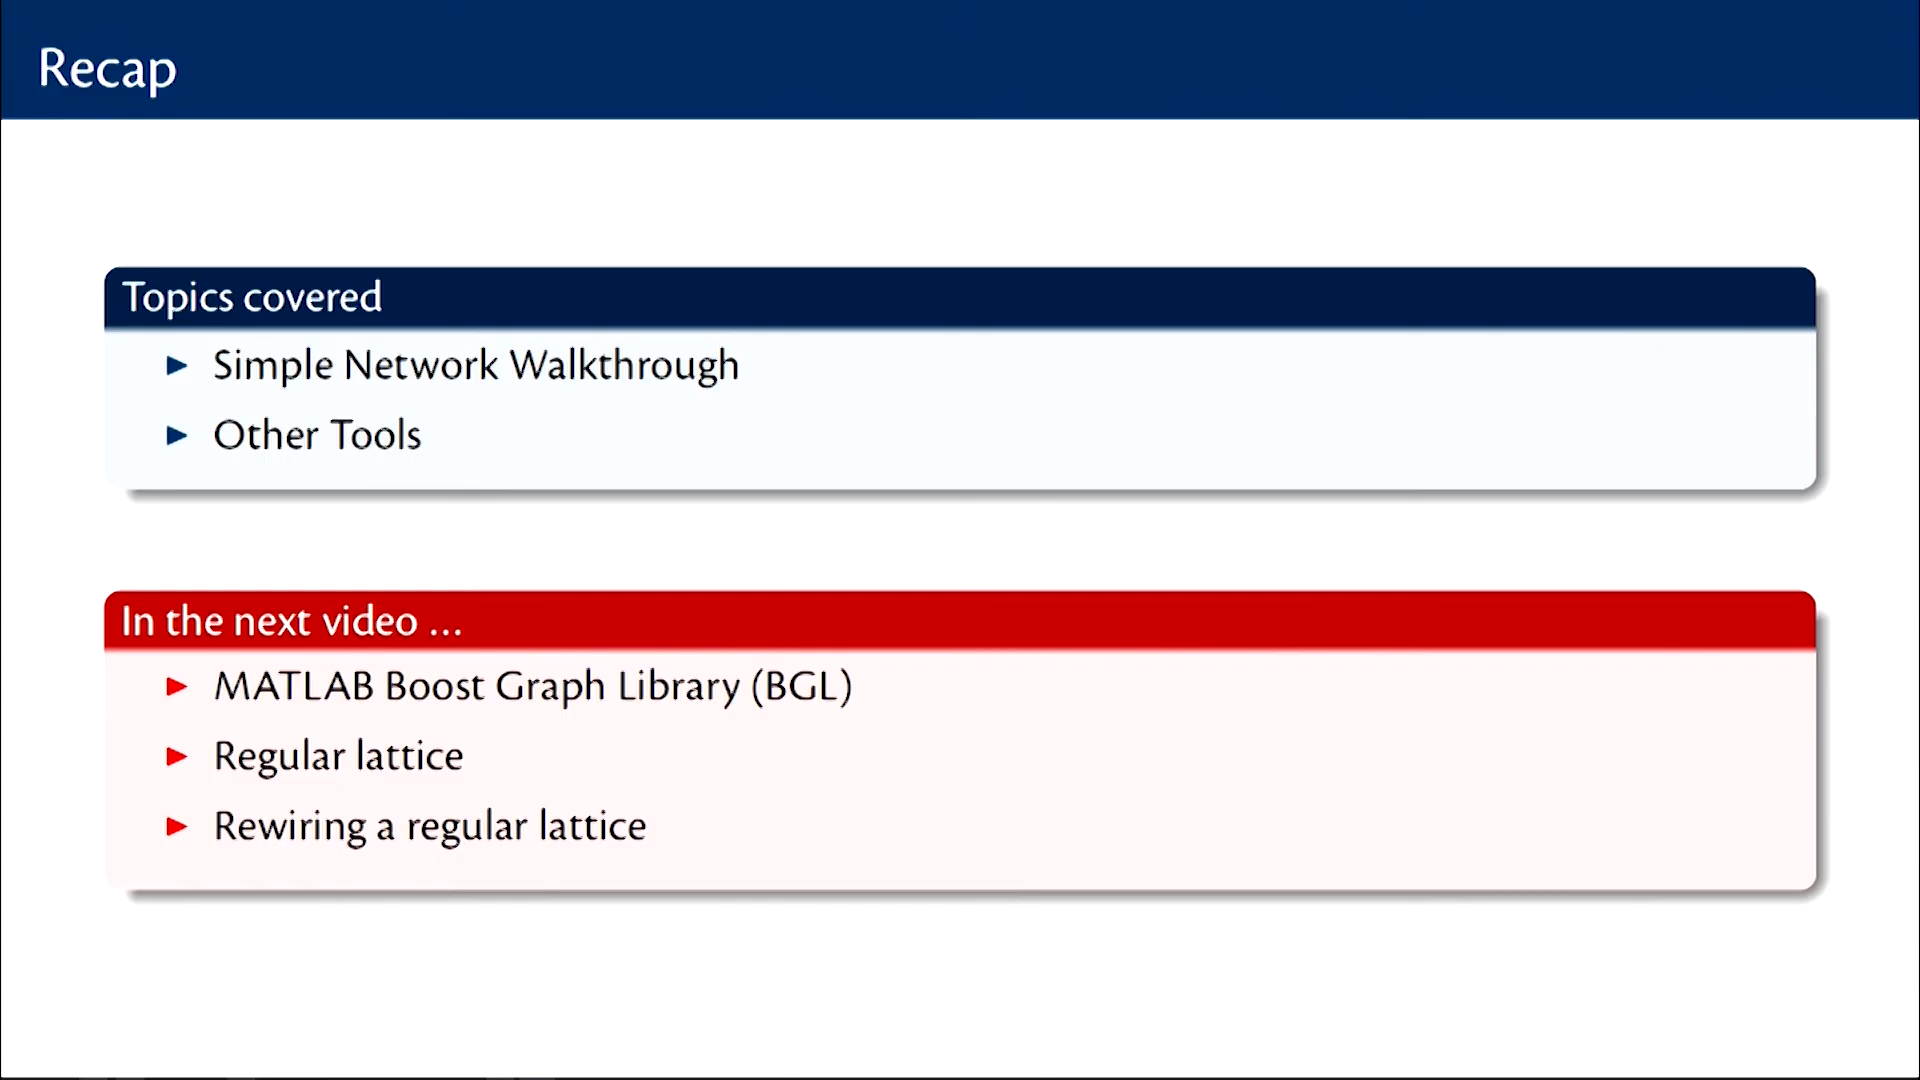 Recap
Topics covered
Simple Network Walkthrough
Other Tools
In the next video ...
MATLAB Boost Graph Library (BGL)
Regular lattice
Rewiring a regular lattice